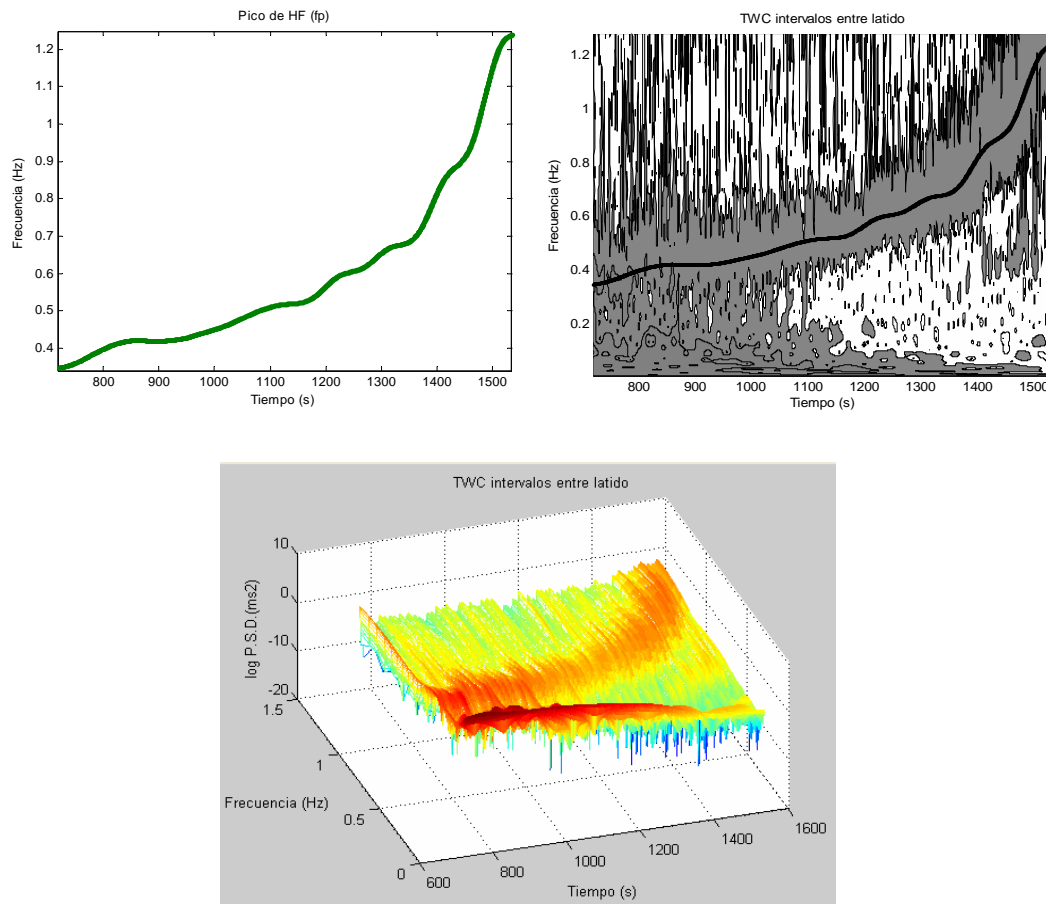 Pico de HF (fp)
1.2
1.1
1
0.9
0.8
0.7
0.6
0.5
0.4
Frecuencia (Hz)
800 900 1000 1100 1200 1300 1400 1500
Tiempo (s)
TWC intervalos entre latido
1.2
1
0.8
0.6
0.4
0.2
Frecuencia (Hz)
800 900 1000 1100 1200 1300 1400 1500
Tiempo (s)
TWC intervalos entre latido
10
0
-10
-20
log P.S.D.(ms2)
1.5
1
0.5
0
Frecuencia (Hz)
600
800
1000
1200
1400
1600
Tiempo (s)